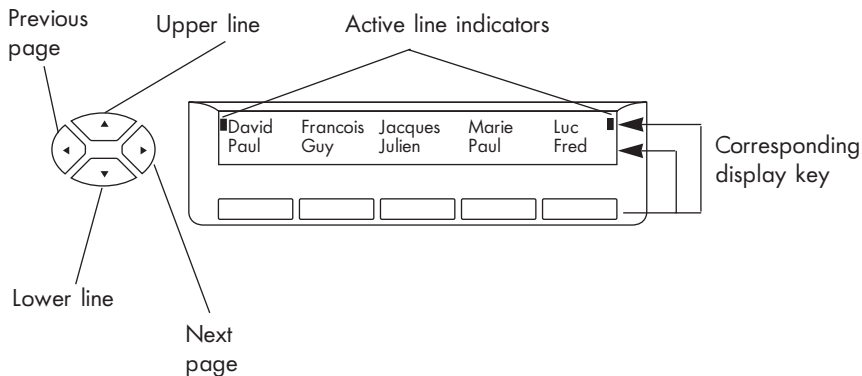 Previous
page
Upper line
Active line indicators
David Francois Jacques Marie Luc
Paul Guy Julien Paul Fred
Corresponding
display key
Lower line
Next
page